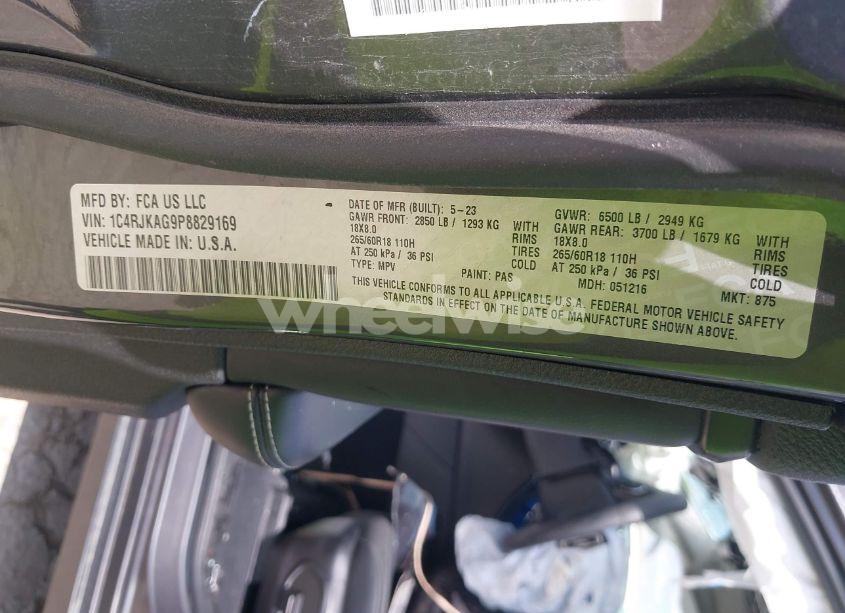 MFD BY: FCA US LLC
VIN: 1C4RJKAG9P8829169
VEHICLE MADE IN U.S.A.
DATE OF MFR (BUILT): 5-23
GAWR FRONT: 2850 LB / 1293 KG WITH
18X8.0 RIMS
265/60R18 110H TIRES
AT 250 kPa / 36 PSI COLD
TYPE: MPV PAINT: PAS
GVWR: 6500 LB / 2949 KG
GAWR REAR: 3700 LB / 1679 KG WITH
18X8.0 RIMS
265/60R18 110H TIRES
AT 250 kPa / 36 PSI COLD
MDH: 051216 MKT: 875
THIS VEHICLE CONFORMS TO ALL APPLICABLE U.S.A. FEDERAL MOTOR VEHICLE SAFETY
STANDARDS IN EFFECT ON THE DATE OF MANUFACTURE SHOWN ABOVE.
wheelwise